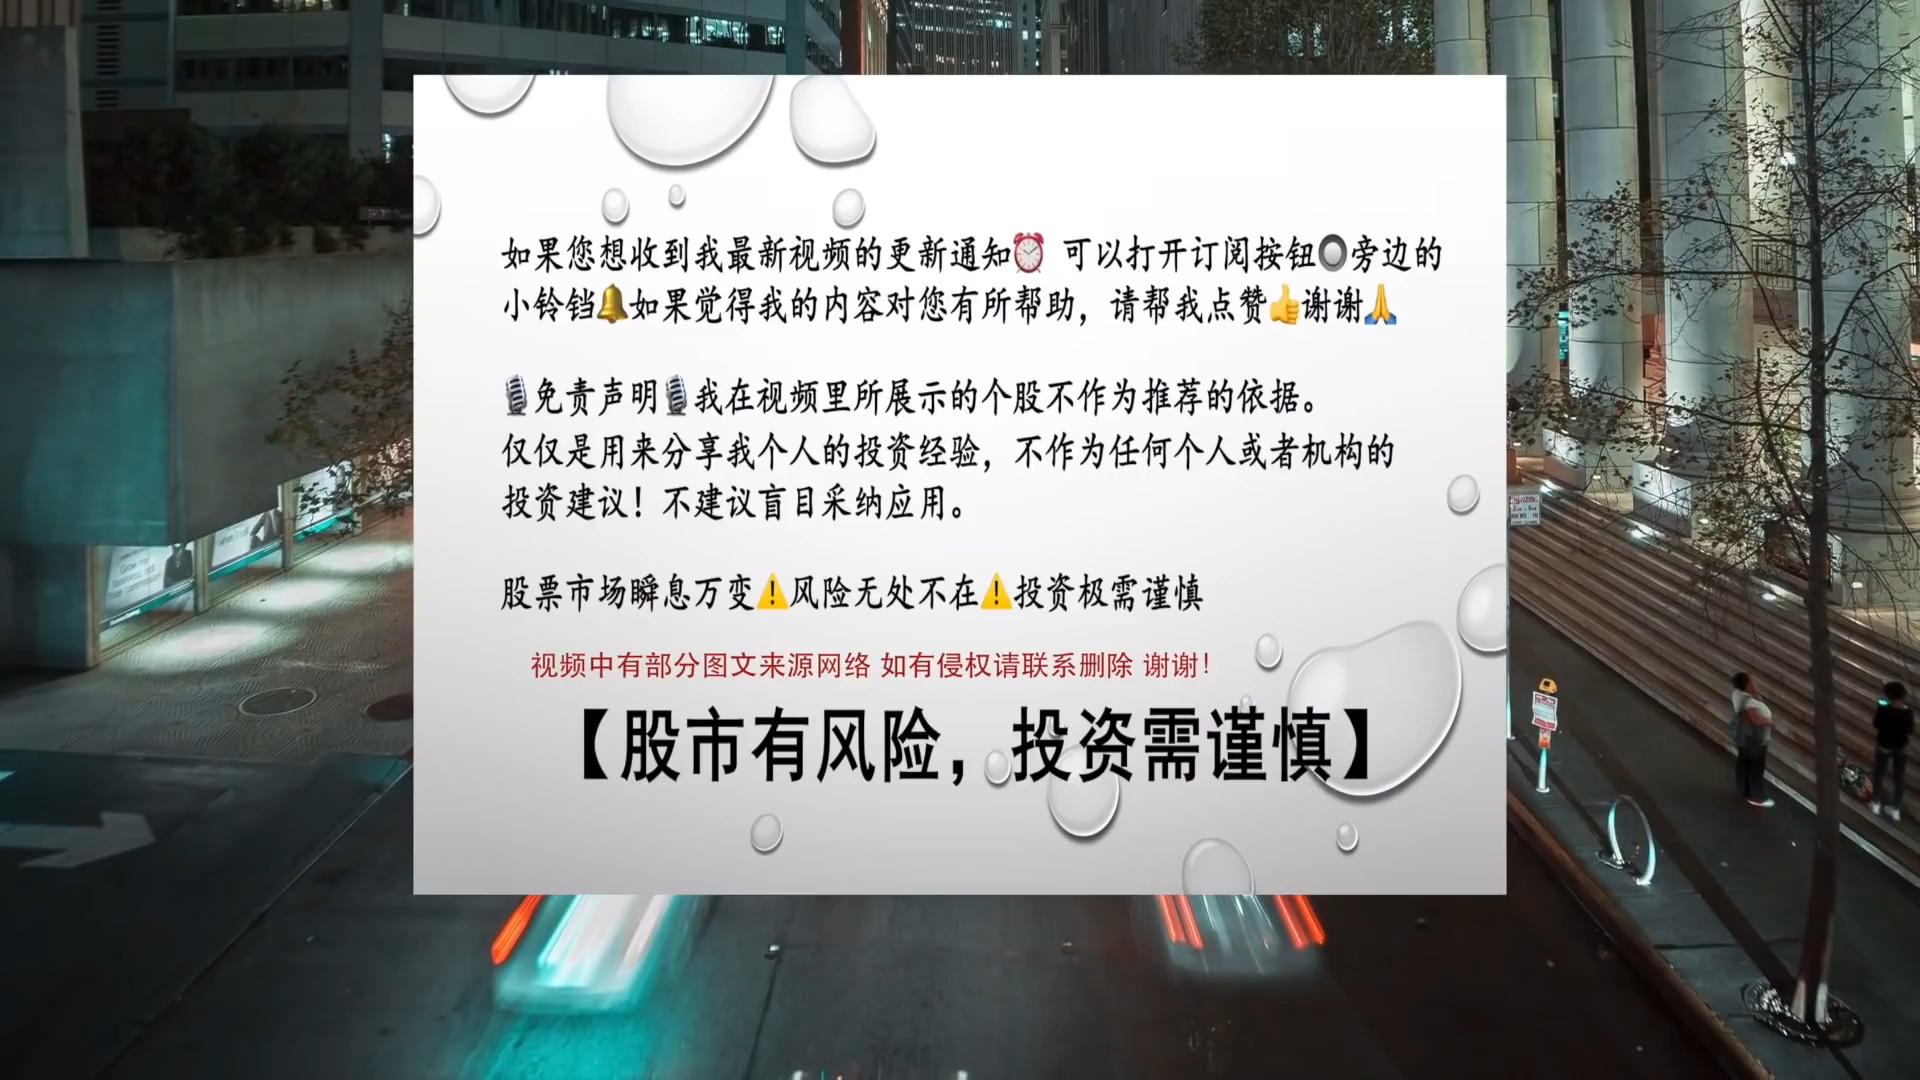 如果您想收到我最新视频的更新通知⏰ 可以打开订阅按钮🔘旁边的
小铃铛🔔如果觉得我的内容对您有所帮助，请帮我点赞👍谢谢🙏
🎙️免责声明🎙️我在视频里所展示的个股不作为推荐的依据。
仅仅是用来分享我个人的投资经验，不作为任何个人或者机构的
投资建议！不建议盲目采纳应用。
股票市场瞬息万变⚠️风险无处不在⚠️投资极需谨慎
视频中有部分图文来源网络 如有侵权请联系删除 谢谢！
【股市有风险，投资需谨慎】